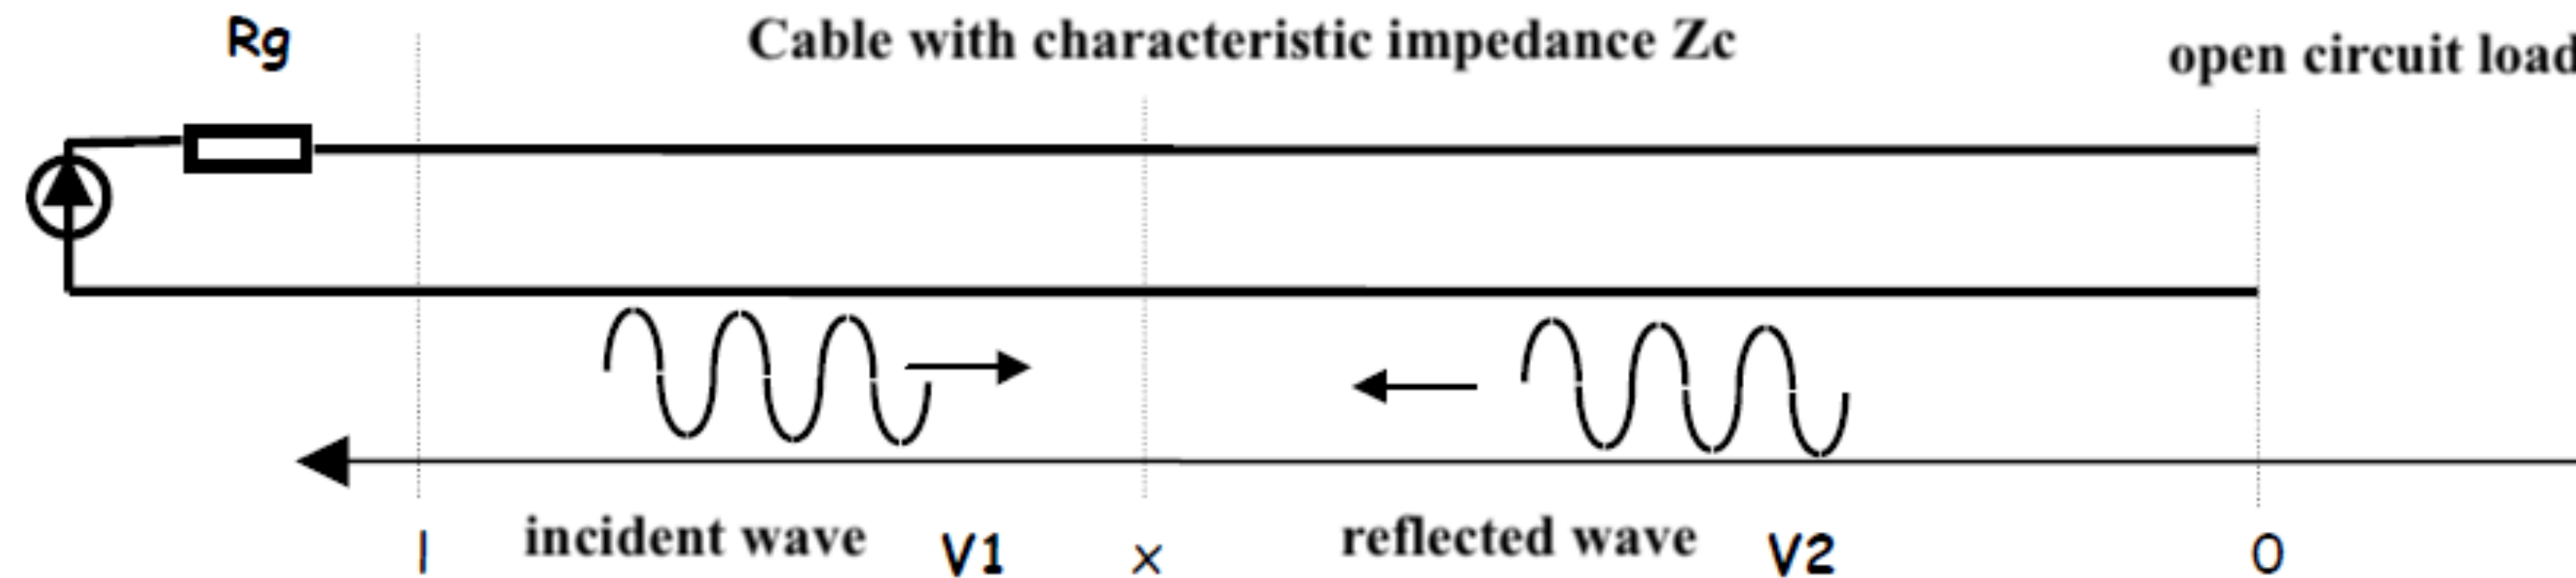 Rg
Cable with characteristic impedance Zc
open circuit load
l
incident wave
V1
x
reflected wave
V2
0